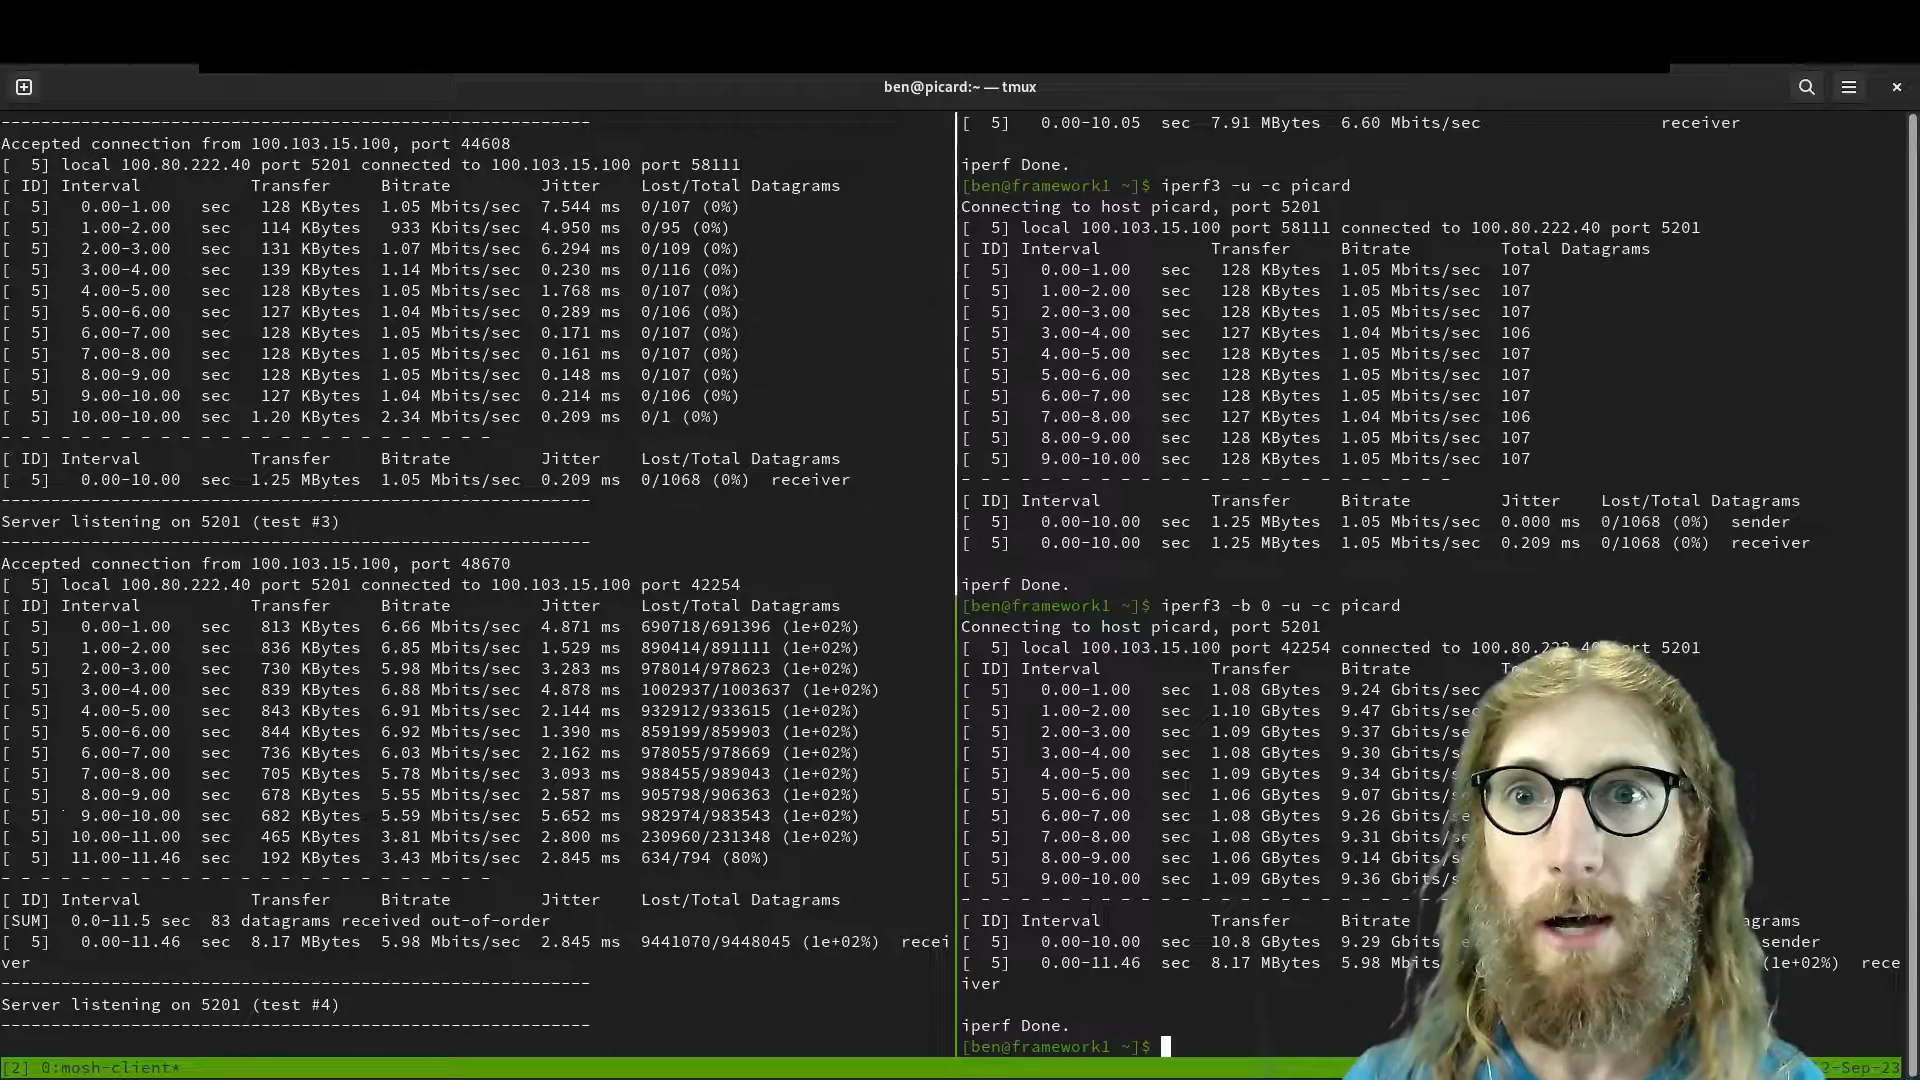 ben@picard:~ — tmux
------------------------------------------------------------
Accepted connection from 100.103.15.100, port 44608
[  5] local 100.80.222.40 port 5201 connected to 100.103.15.100 port 58111
[ ID] Interval           Transfer     Bitrate         Jitter    Lost/Total Datagrams
[  5]   0.00-1.00   sec   128 KBytes  1.05 Mbits/sec  7.544 ms  0/107 (0%)
[  5]   1.00-2.00   sec   114 KBytes   933 Kbits/sec  4.950 ms  0/95 (0%)
[  5]   2.00-3.00   sec   131 KBytes  1.07 Mbits/sec  6.294 ms  0/109 (0%)
[  5]   3.00-4.00   sec   139 KBytes  1.14 Mbits/sec  0.230 ms  0/116 (0%)
[  5]   4.00-5.00   sec   128 KBytes  1.05 Mbits/sec  1.768 ms  0/107 (0%)
[  5]   5.00-6.00   sec   127 KBytes  1.04 Mbits/sec  0.289 ms  0/106 (0%)
[  5]   6.00-7.00   sec   128 KBytes  1.05 Mbits/sec  0.171 ms  0/107 (0%)
[  5]   7.00-8.00   sec   128 KBytes  1.05 Mbits/sec  0.161 ms  0/107 (0%)
[  5]   8.00-9.00   sec   128 KBytes  1.05 Mbits/sec  0.148 ms  0/107 (0%)
[  5]   9.00-10.00  sec   127 KBytes  1.04 Mbits/sec  0.214 ms  0/106 (0%)
[  5]  10.00-10.00  sec  1.20 KBytes  2.34 Mbits/sec  0.209 ms  0/1 (0%)
- - - - - - - - - - - - - - - - - - - - - - - - -
[ ID] Interval           Transfer     Bitrate         Jitter    Lost/Total Datagrams
[  5]   0.00-10.00  sec  1.25 MBytes  1.05 Mbits/sec  0.209 ms  0/1068 (0%)  receiver
------------------------------------------------------------
Server listening on 5201 (test #3)
------------------------------------------------------------
Accepted connection from 100.103.15.100, port 48670
[  5] local 100.80.222.40 port 5201 connected to 100.103.15.100 port 42254
[ ID] Interval           Transfer     Bitrate         Jitter    Lost/Total Datagrams
[  5]   0.00-1.00   sec   813 KBytes  6.66 Mbits/sec  4.871 ms  690718/691396 (1e+02%)
[  5]   1.00-2.00   sec   836 KBytes  6.85 Mbits/sec  1.529 ms  890414/891111 (1e+02%)
[  5]   2.00-3.00   sec   730 KBytes  5.98 Mbits/sec  3.283 ms  978014/978623 (1e+02%)
[  5]   3.00-4.00   sec   839 KBytes  6.88 Mbits/sec  4.878 ms  1002937/1003637 (1e+02%)
[  5]   4.00-5.00   sec   843 KBytes  6.91 Mbits/sec  2.144 ms  932912/933615 (1e+02%)
[  5]   5.00-6.00   sec   844 KBytes  6.92 Mbits/sec  1.390 ms  859199/859903 (1e+02%)
[  5]   6.00-7.00   sec   736 KBytes  6.03 Mbits/sec  2.162 ms  978055/978669 (1e+02%)
[  5]   7.00-8.00   sec   705 KBytes  5.78 Mbits/sec  3.093 ms  988455/989043 (1e+02%)
[  5]   8.00-9.00   sec   678 KBytes  5.55 Mbits/sec  2.587 ms  905798/906363 (1e+02%)
[  5]   9.00-10.00  sec   682 KBytes  5.59 Mbits/sec  5.652 ms  982974/983543 (1e+02%)
[  5]  10.00-11.00  sec   465 KBytes  3.81 Mbits/sec  2.800 ms  230960/231348 (1e+02%)
[  5]  11.00-11.46  sec   192 KBytes  3.43 Mbits/sec  2.845 ms  634/794 (80%)
- - - - - - - - - - - - - - - - - - - - - - - - -
[ ID] Interval           Transfer     Bitrate         Jitter    Lost/Total Datagrams
[SUM]  0.0-11.5 sec  83 datagrams received out-of-order
[  5]   0.00-11.46  sec  8.17 MBytes  5.98 Mbits/sec  2.845 ms  9441070/9448045 (1e+02%)  recei
ver
------------------------------------------------------------
Server listening on 5201 (test #4)
------------------------------------------------------------
[  5]   0.00-10.05  sec  7.91 MBytes  6.60 Mbits/sec                  receiver
iperf Done.
[ben@framework1 ~]$ iperf3 -u -c picard
Connecting to host picard, port 5201
[  5] local 100.103.15.100 port 58111 connected to 100.80.222.40 port 5201
[ ID] Interval           Transfer     Bitrate         Total Datagrams
[  5]   0.00-1.00   sec   128 KBytes  1.05 Mbits/sec  107
[  5]   1.00-2.00   sec   128 KBytes  1.05 Mbits/sec  107
[  5]   2.00-3.00   sec   128 KBytes  1.05 Mbits/sec  107
[  5]   3.00-4.00   sec   127 KBytes  1.04 Mbits/sec  106
[  5]   4.00-5.00   sec   128 KBytes  1.05 Mbits/sec  107
[  5]   5.00-6.00   sec   128 KBytes  1.05 Mbits/sec  107
[  5]   6.00-7.00   sec   128 KBytes  1.05 Mbits/sec  107
[  5]   7.00-8.00   sec   127 KBytes  1.04 Mbits/sec  106
[  5]   8.00-9.00   sec   128 KBytes  1.05 Mbits/sec  107
[  5]   9.00-10.00  sec   128 KBytes  1.05 Mbits/sec  107
- - - - - - - - - - - - - - - - - - - - - - - - -
[ ID] Interval           Transfer     Bitrate         Jitter    Lost/Total Datagrams
[  5]   0.00-10.00  sec  1.25 MBytes  1.05 Mbits/sec  0.000 ms  0/1068 (0%)  sender
[  5]   0.00-10.00  sec  1.25 MBytes  1.05 Mbits/sec  0.209 ms  0/1068 (0%)  receiver
iperf Done.
[ben@framework1 ~]$ iperf3 -b 0 -u -c picard
Connecting to host picard, port 5201
[  5] local 100.103.15.100 port 42254 connected to 5201
[ ID] Interval           Transfer     Bitrate
[  5]   0.00-1.00   sec  1.08 GBytes  9.24 Gbits/sec
[  5]   1.00-2.00   sec  1.10 GBytes  9.47 Gbits/sec
[  5]   2.00-3.00   sec  1.09 GBytes  9.37 Gbits/sec
[  5]   3.00-4.00   sec  1.08 GBytes  9.30 Gbits/sec
[  5]   4.00-5.00   sec  1.09 GBytes  9.34 Gbits/s
[  5]   5.00-6.00   sec  1.06 GBytes  9.07 Gbits/s
[  5]   6.00-7.00   sec  1.08 GBytes  9.26 Gbits/s
[  5]   7.00-8.00   sec  1.08 GBytes  9.31 Gbits/s
[  5]   8.00-9.00   sec  1.06 GBytes  9.14 Gbits/s
[  5]   9.00-10.00  sec  1.09 GBytes  9.36 Gbits/s
- - - - - - - - - - - - - - - - - - - - - - -
[ ID] Interval           Transfer     Bitrate agrams
[  5]   0.00-10.00  sec  10.8 GBytes  9.29 Gbits/ sender
[  5]   0.00-11.46  sec  8.17 MBytes  5.98 Mbits (1e+02%)  rece
iver
iperf Done.
[ben@framework1 ~]$
[2] 0:mosh-client* 2-Sep-23